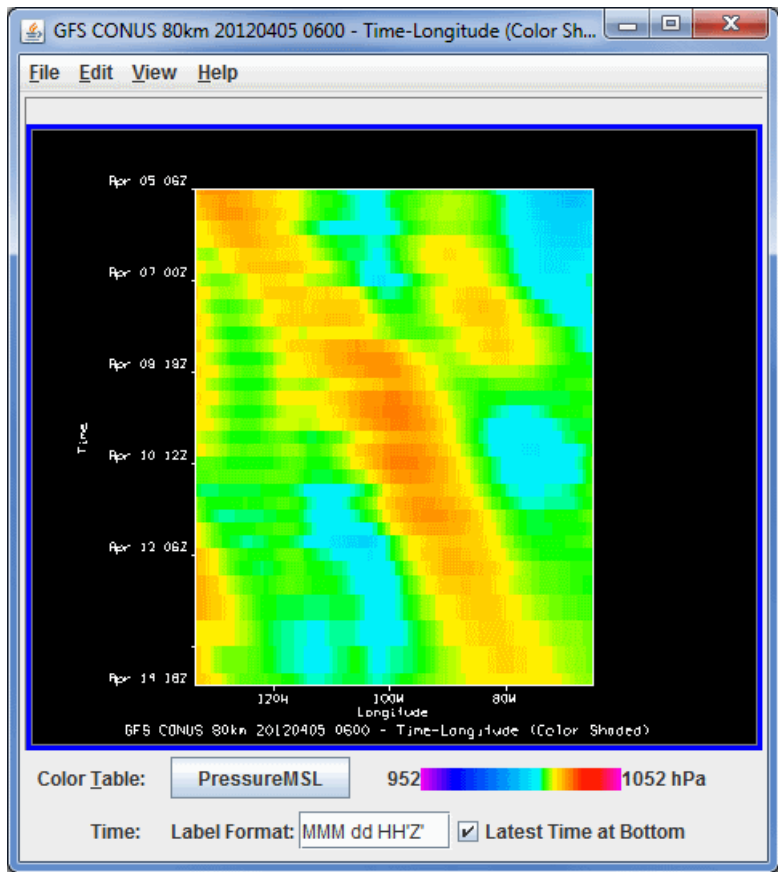 GFS CONUS 80km 20120405 0600 - Time-Longitude (Color Sh...
File Edit View Help
Apr 05 06Z
Apr 07 00Z
Apr 08 18Z
Time
Apr 10 12Z
Apr 12 06Z
Apr 14 18Z
120W 100W 80W
Longitude
GFS CONUS 80km 20120405 0600 - Time-Longitude (Color Shaded)
Color Table: PressureMSL 952 1052 hPa
Time: Label Format: MMM dd HH'Z' Latest Time at Bottom